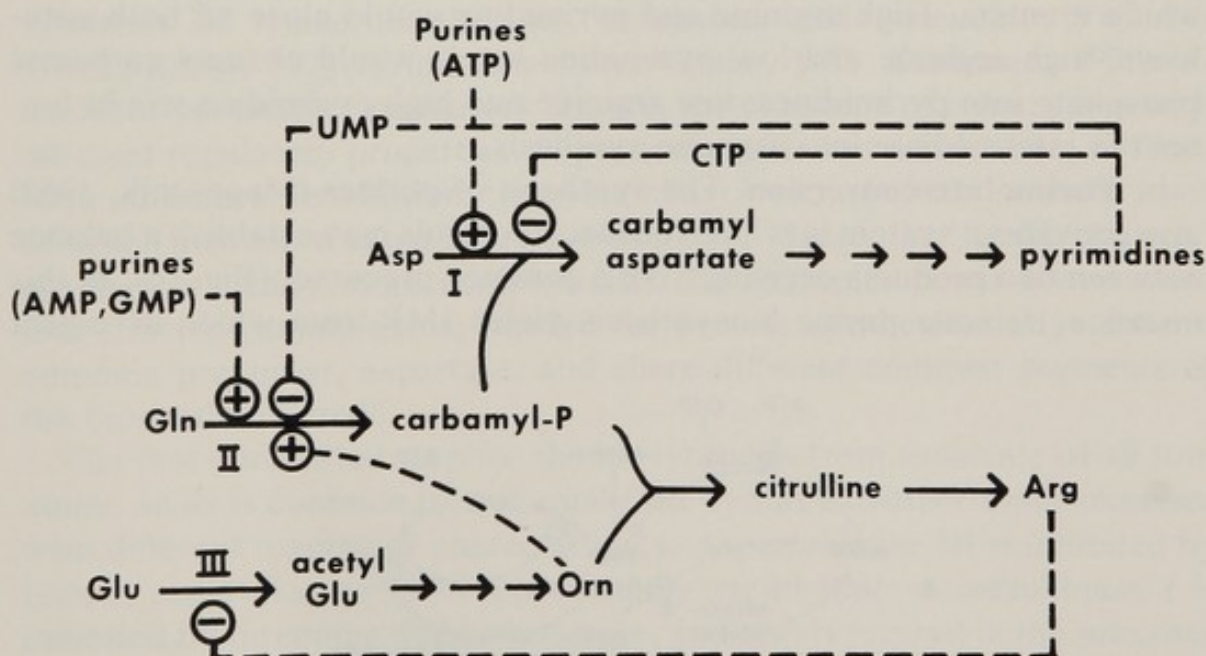 Purines
(ATP)
UMP
CTP
Asp
I
carbamyl
aspartate
pyrimidines
purines
(AMP,GMP)
Gln
II
carbamyl-P
citrulline
Arg
Glu
III
acetyl
Glu
Orn